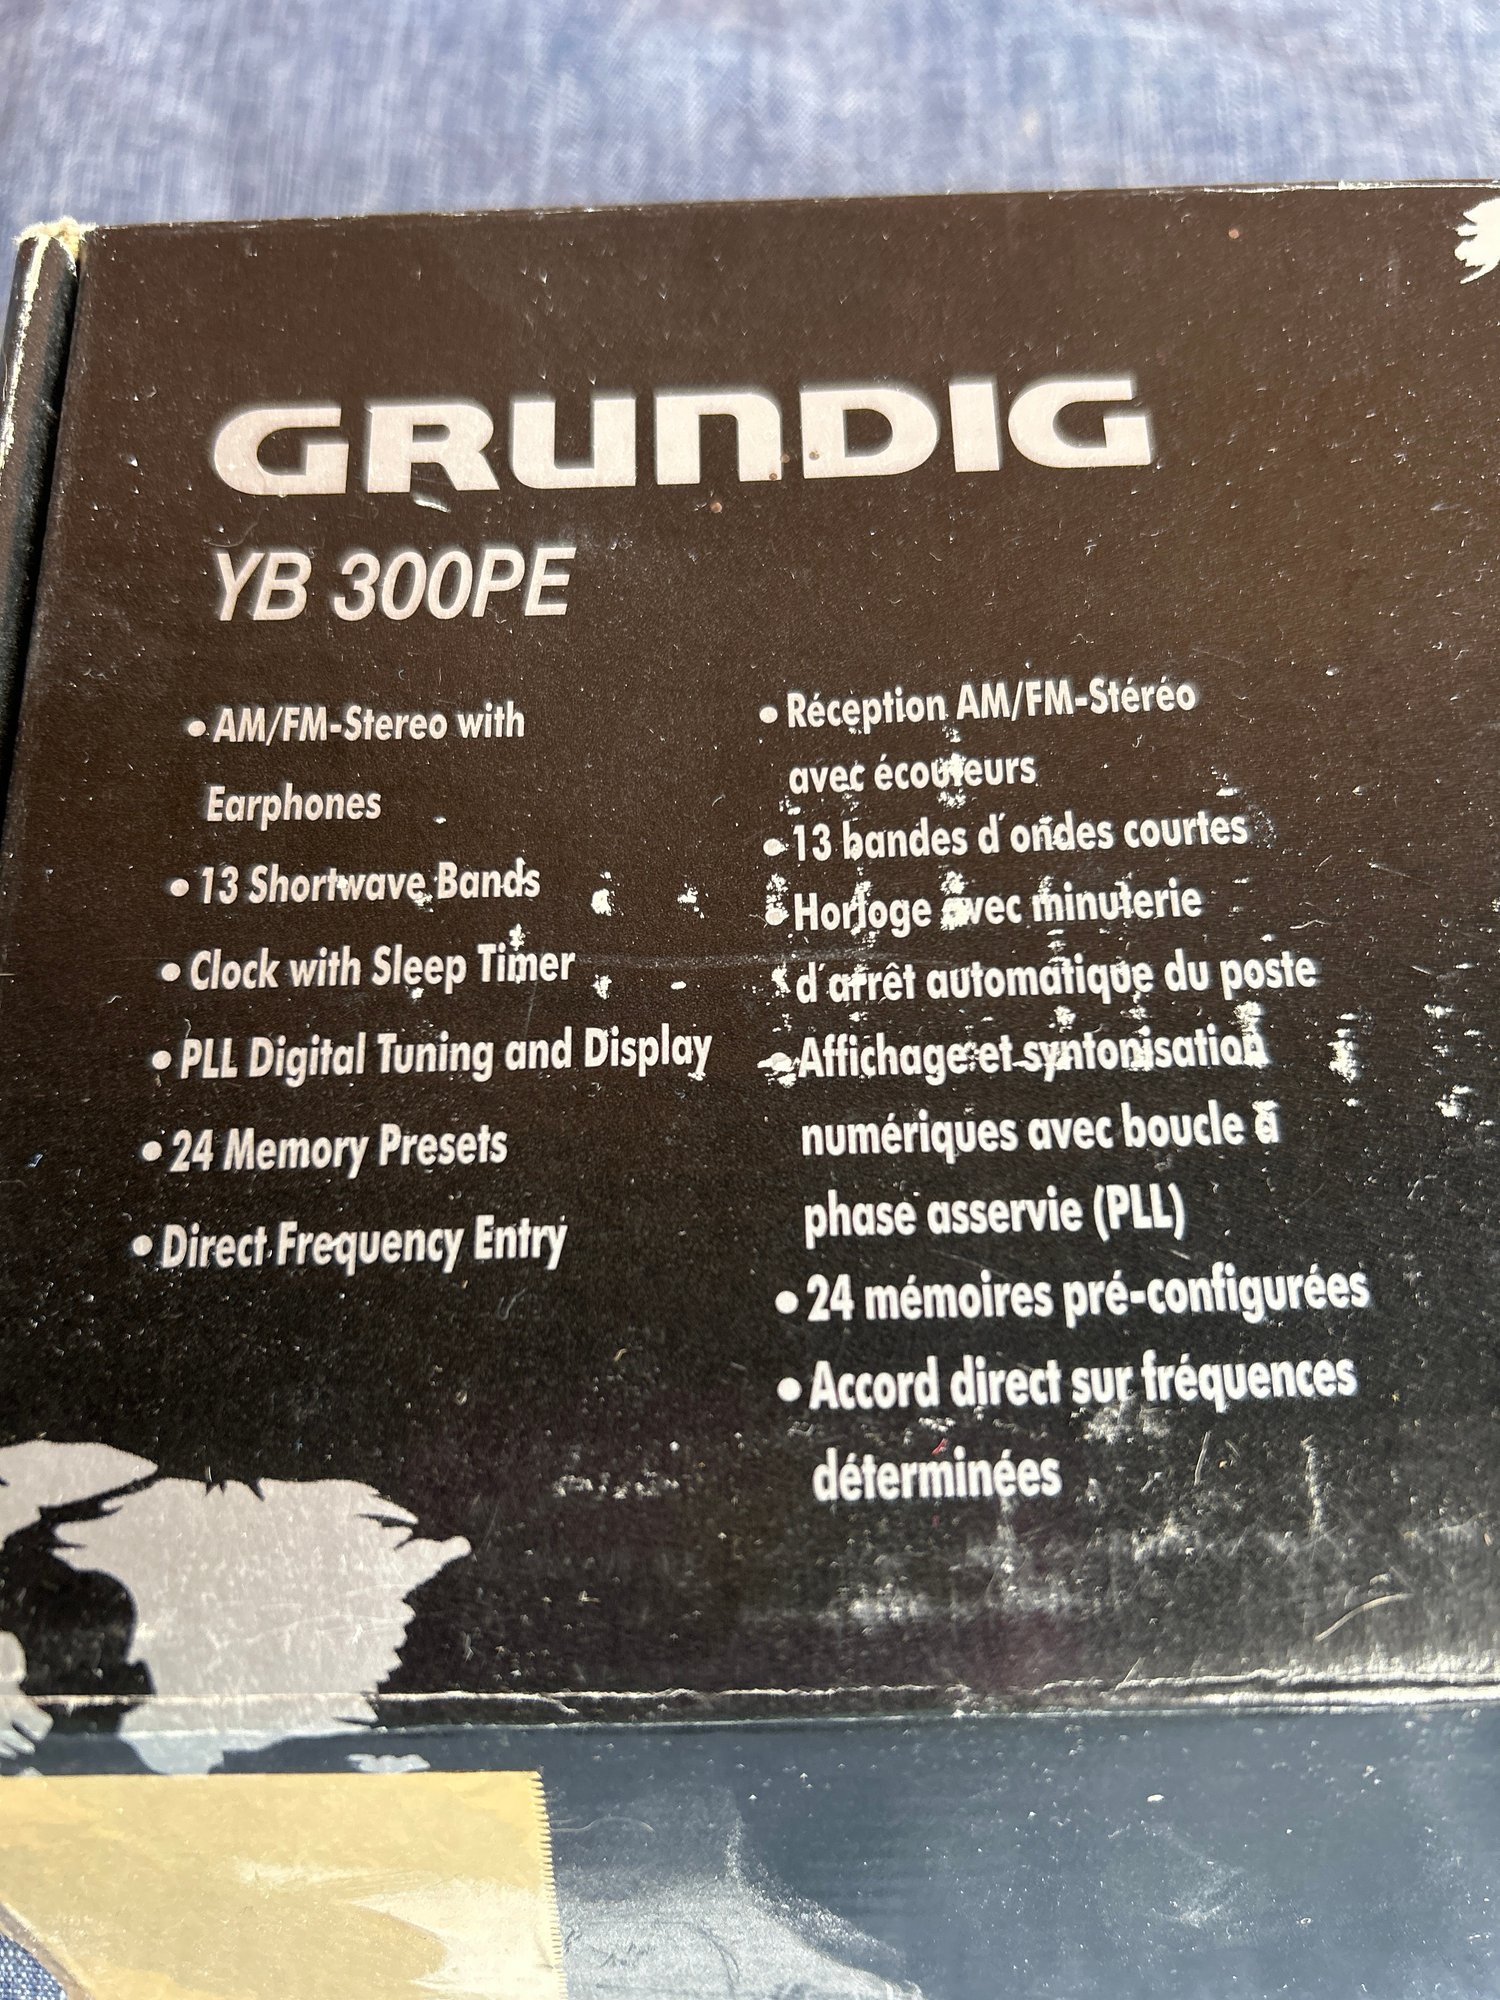 GRUNDIG
YB 300PE
• AM/FM-Stereo with
Earphones
• 13 Shortwave Bands
• Clock with Sleep Timer
• PLL Digital Tuning and Display
• 24 Memory Presets
• Direct Frequency Entry
• Réception AM/FM-Stéréo
avec écouteurs
• 13 bandes d'ondes courtes
• Horloge avec minuterie
d'arrêt automatique du poste
• Affichage et syntonisation
numériques avec boucle à
phase asservie (PLL)
• 24 mémoires pré-configurées
• Accord direct sur fréquences
déterminées